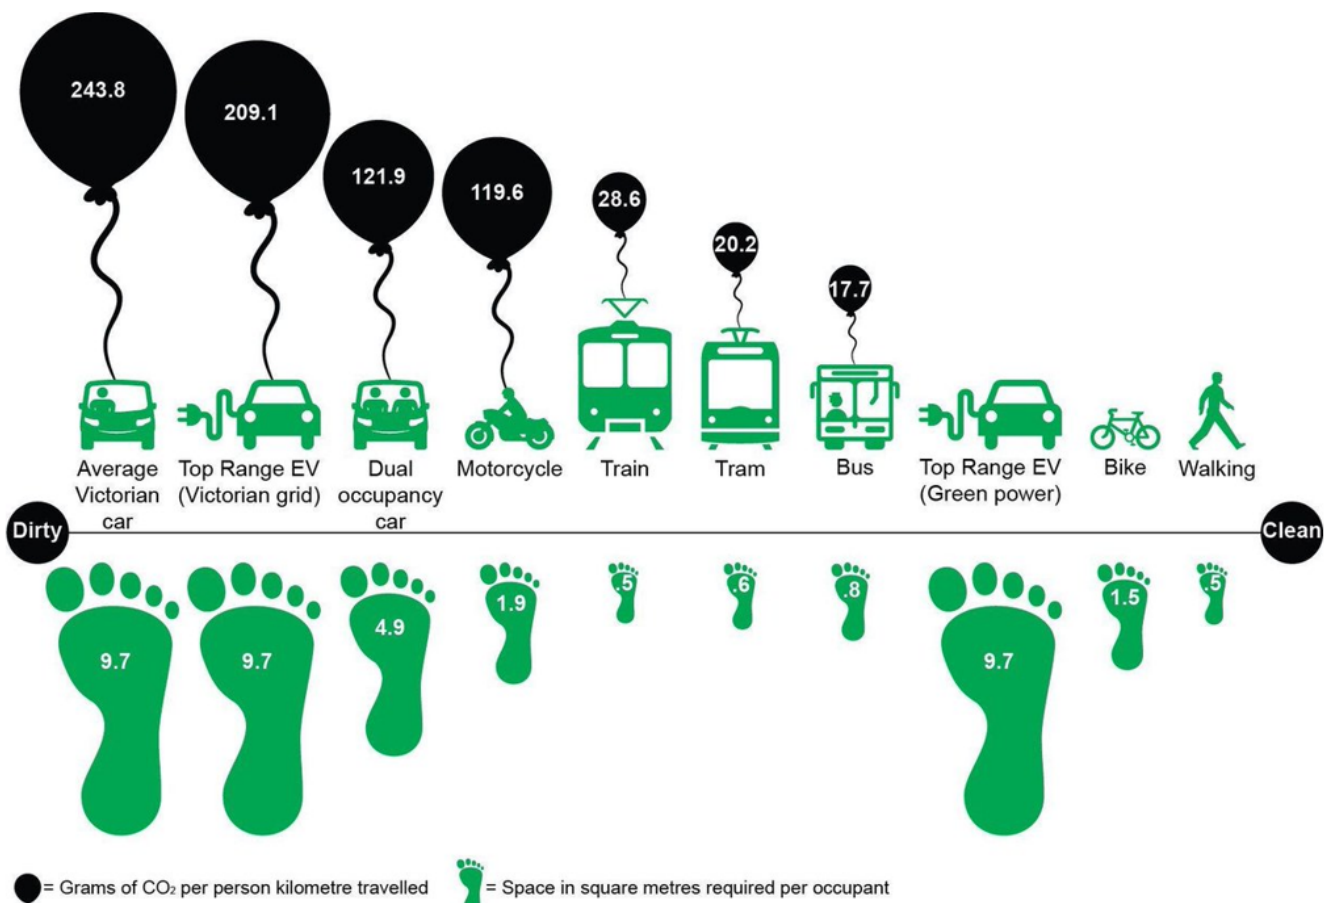 243.8
209.1
121.9
119.6
28.6
20.2
17.7
Average
Victorian
car
Top Range EV
(Victorian grid)
Dual
occupancy
car
Motorcycle
Train
Tram
Bus
Top Range EV
(Green power)
Bike
Walking
Dirty
Clean
9.7
9.7
4.9
1.9
.5
.6
.8
9.7
1.5
.5
= Grams of CO₂ per person kilometre travelled
= Space in square metres required per occupant